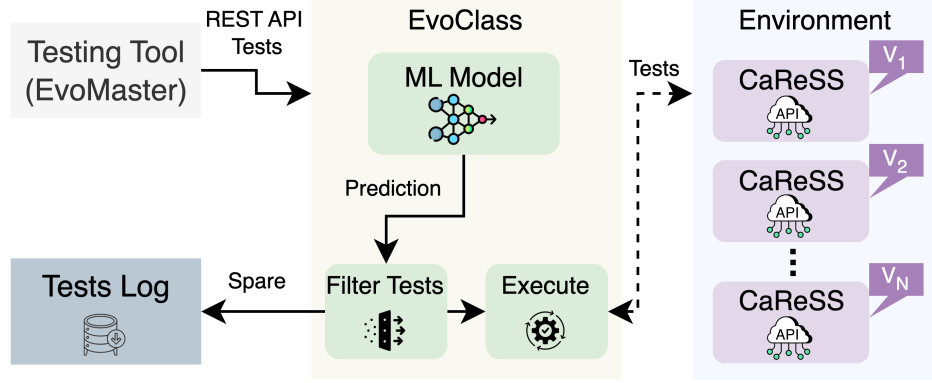 Testing Tool
(EvoMaster)
REST API
Tests
EvoClass
ML Model
Prediction
Filter Tests
Execute
Spare
Tests Log
Tests
Environment
CaReSS
API
V1
CaReSS
API
V2
CaReSS
API
VN